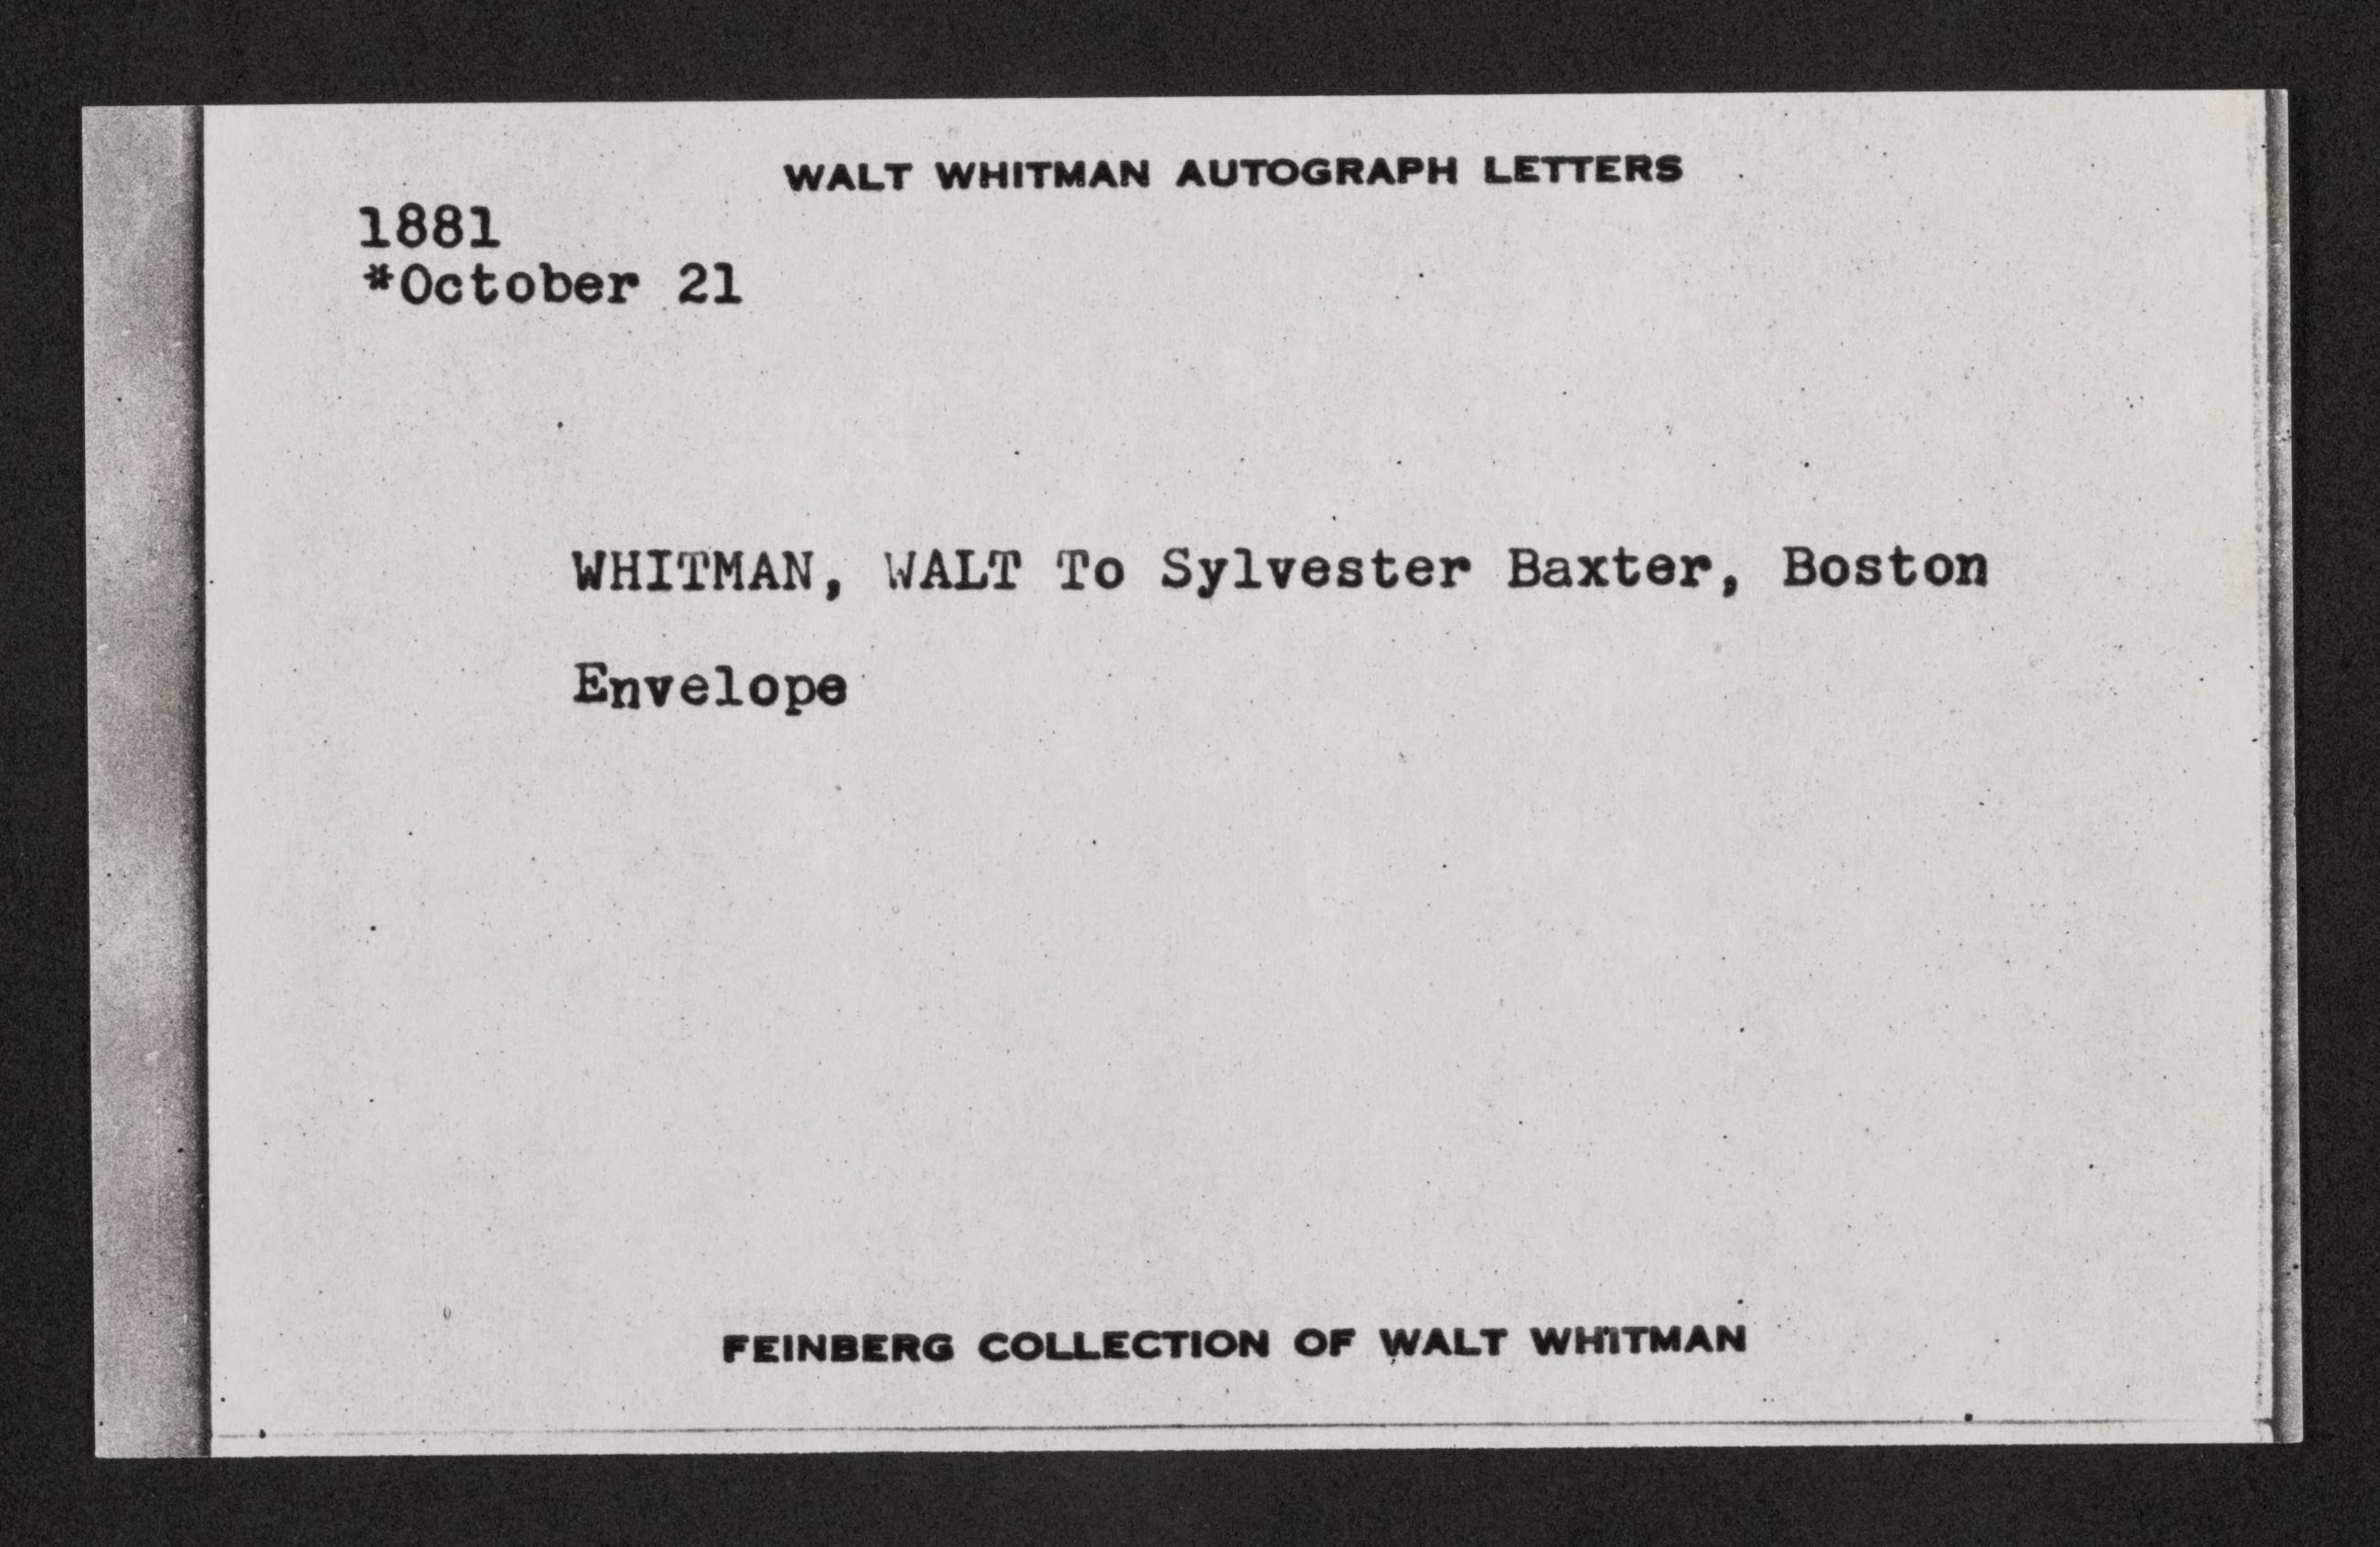 WALT WHITMAN AUTOGRAPH LETTERS
1881
*October 21
WHITMAN, WALT To Sylvester Baxter, Boston
Envelope
FEINBERG COLLECTION OF WALT WHITMAN